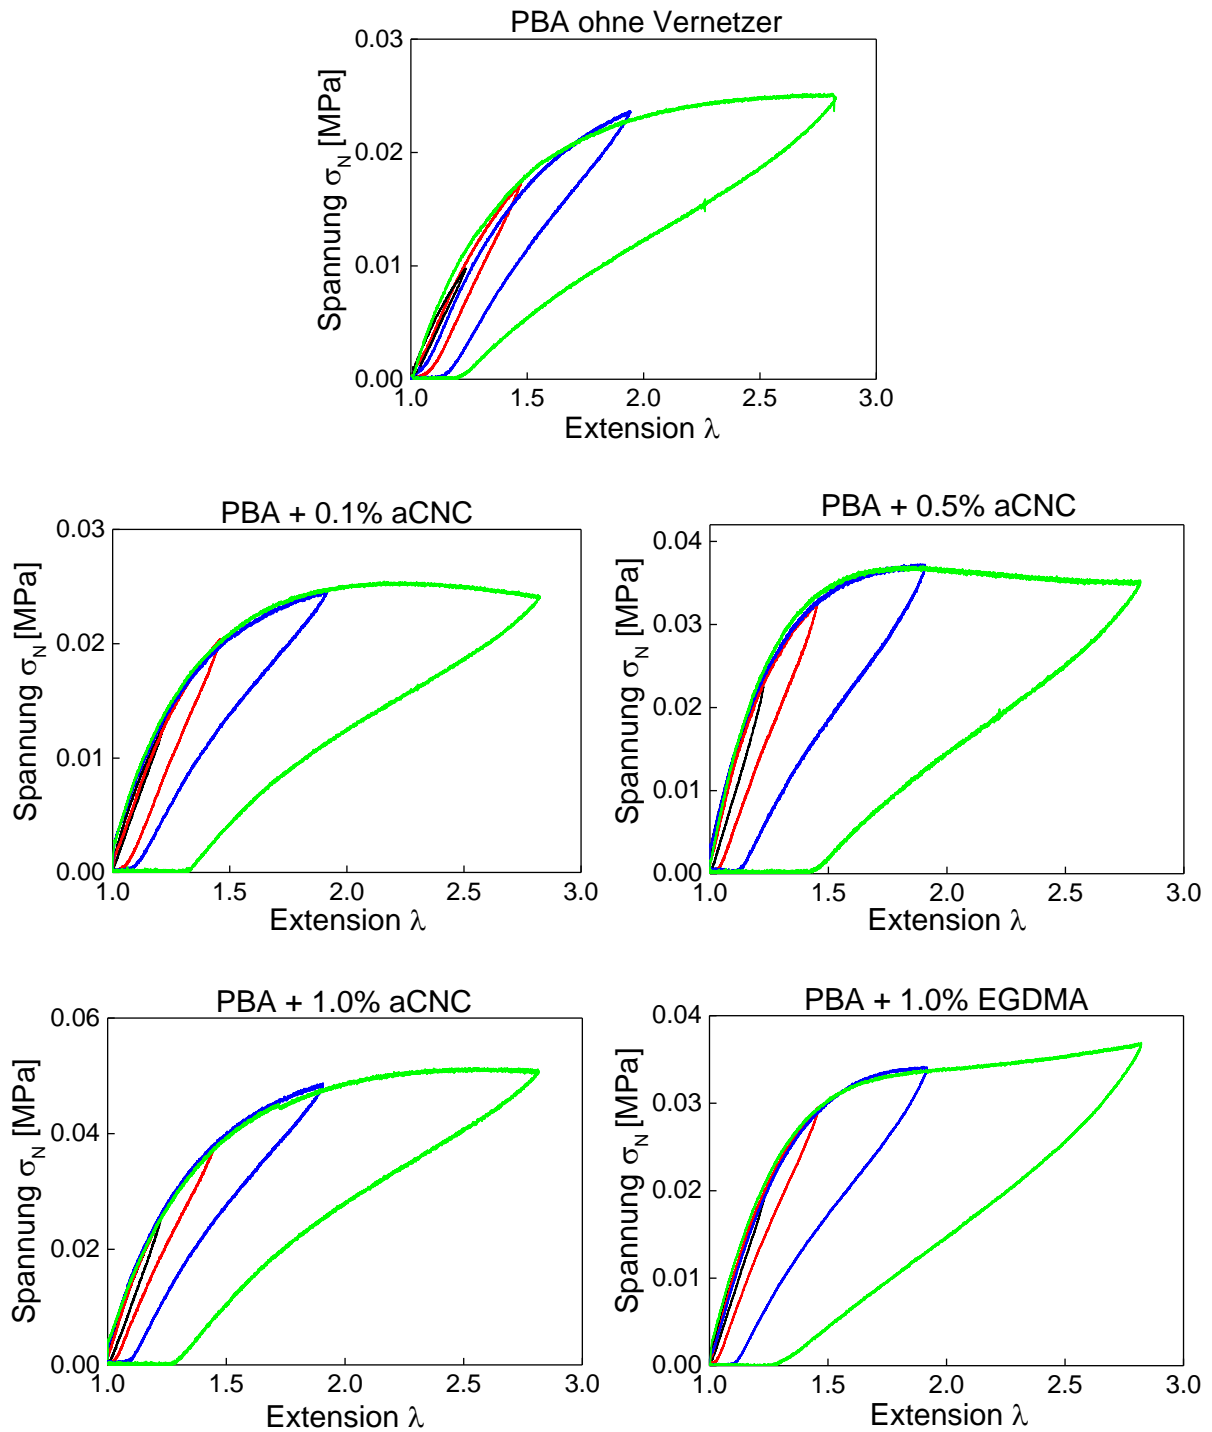 PBA ohne Vernetzer
0.03
0.02
0.01
0.00
Spannung σN [MPa]
1.0 1.5 2.0 2.5 3.0
Extension λ
PBA + 0.1% aCNC
0.03
0.02
0.01
0.00
Spannung σN [MPa]
1.0 1.5 2.0 2.5 3.0
Extension λ
PBA + 0.5% aCNC
0.04
0.03
0.02
0.01
0.00
Spannung σN [MPa]
1.0 1.5 2.0 2.5 3.0
Extension λ
PBA + 1.0% aCNC
0.06
0.04
0.02
0.00
Spannung σN [MPa]
1.0 1.5 2.0 2.5 3.0
Extension λ
PBA + 1.0% EGDMA
0.04
0.03
0.02
0.01
0.00
Spannung σN [MPa]
1.0 1.5 2.0 2.5 3.0
Extension λ